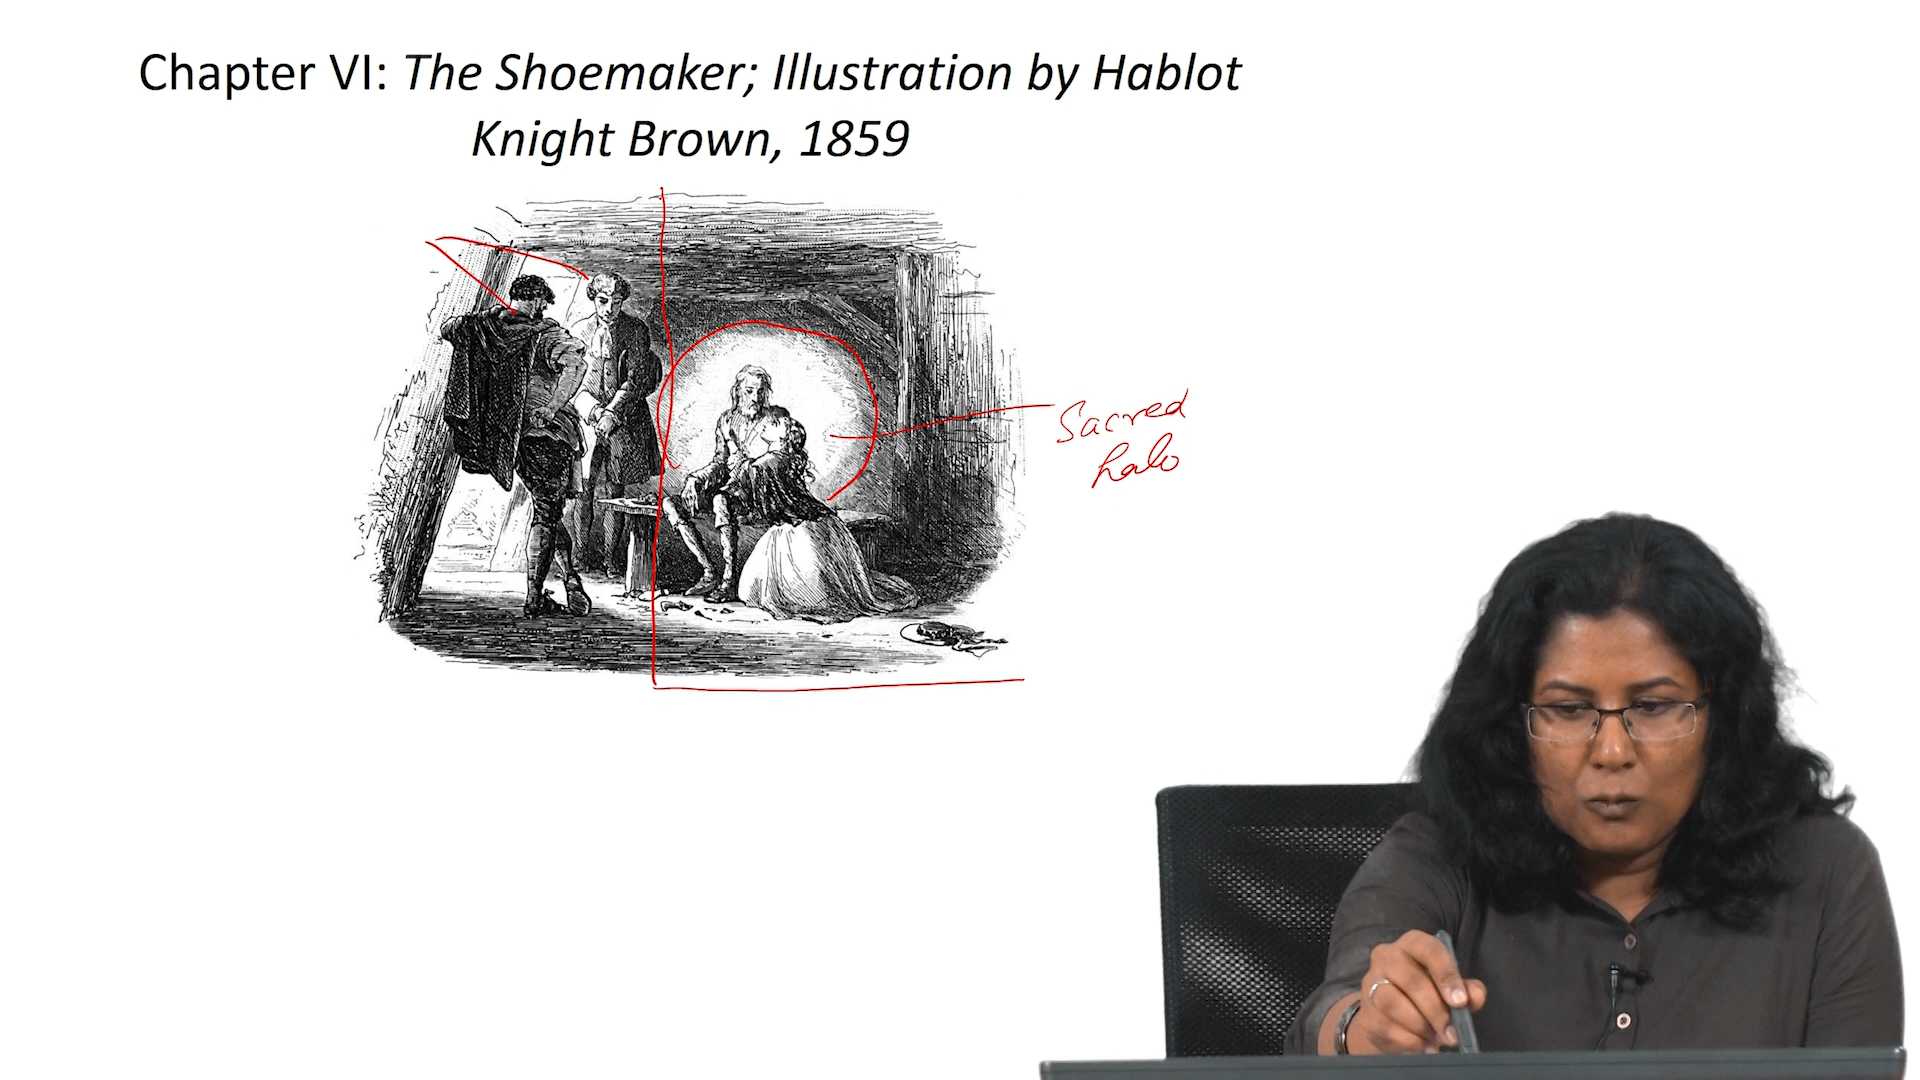 Chapter VI: The Shoemaker; Illustration by Hablot
Knight Brown, 1859
Sacred
halo